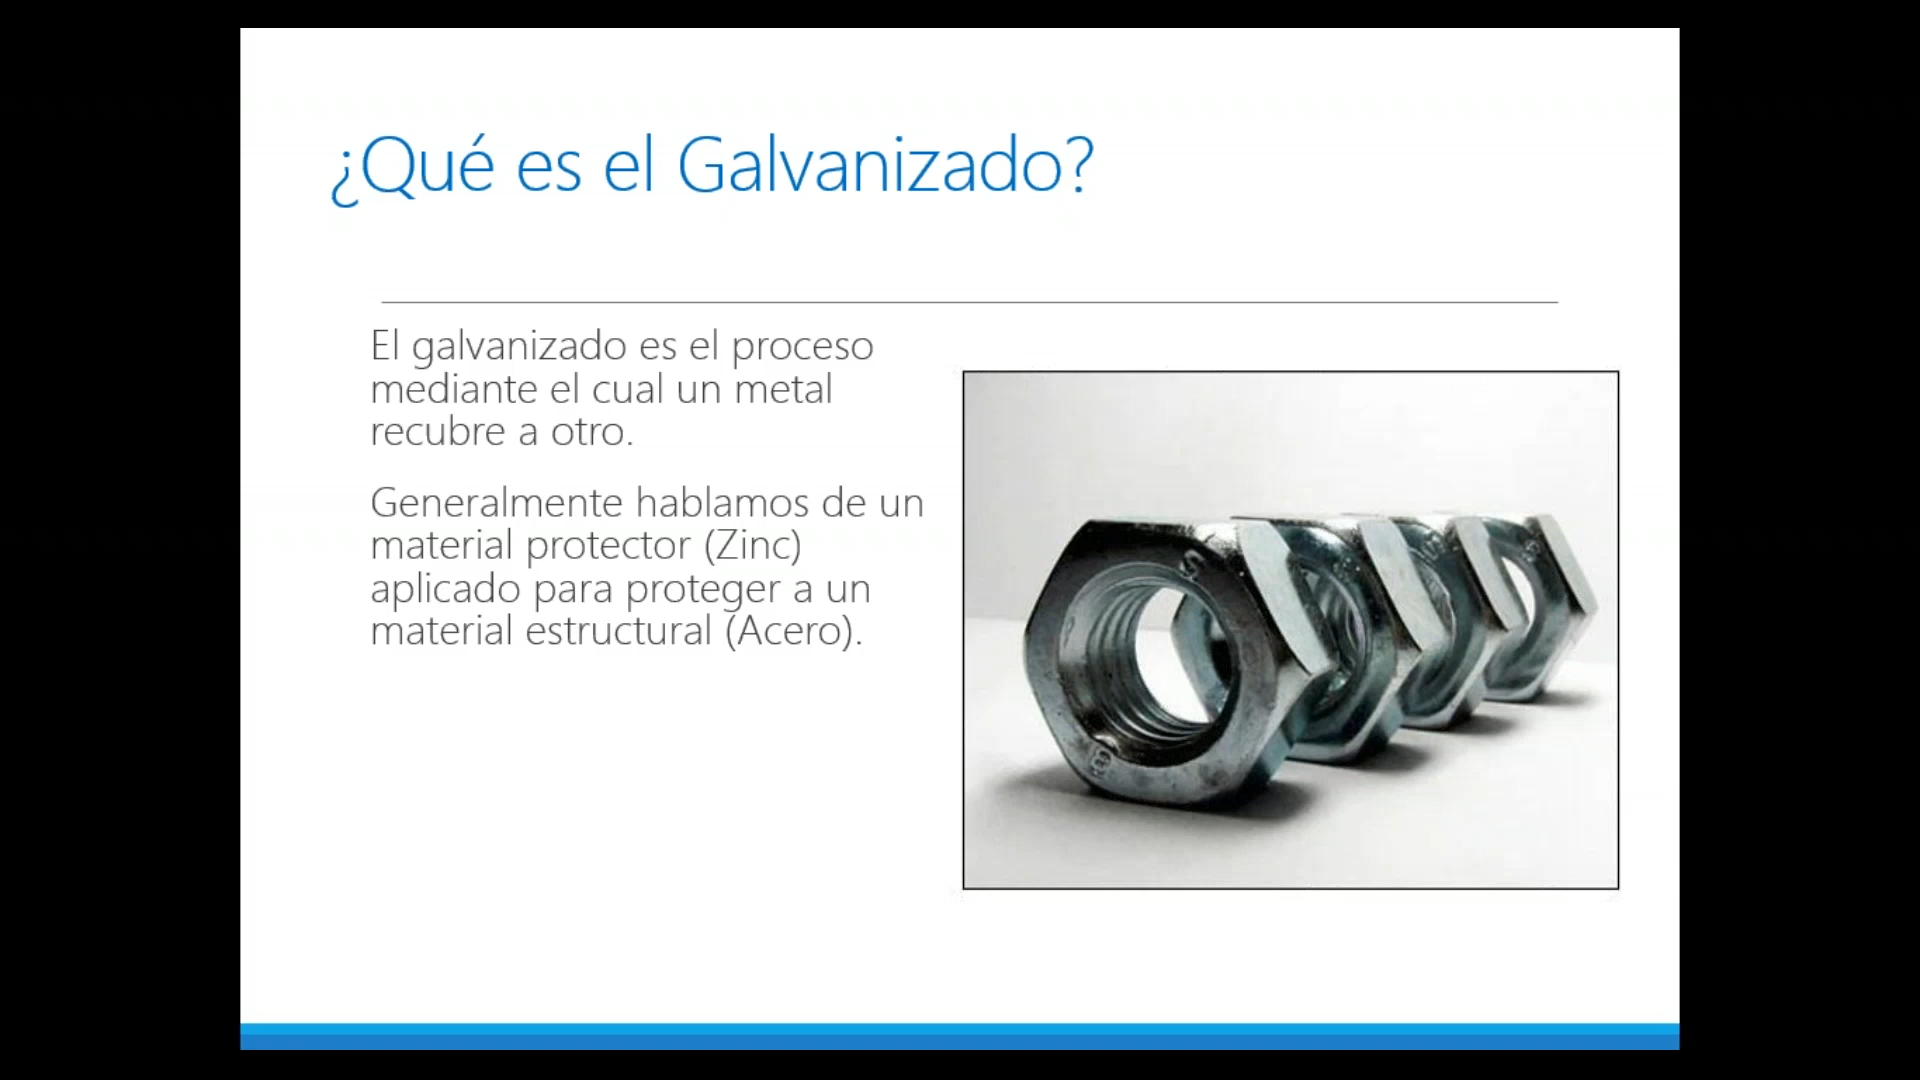 ¿Qué es el Galvanizado?
El galvanizado es el proceso
mediante el cual un metal
recubre a otro.
Generalmente hablamos de un
material protector (Zinc)
aplicado para proteger a un
material estructural (Acero).